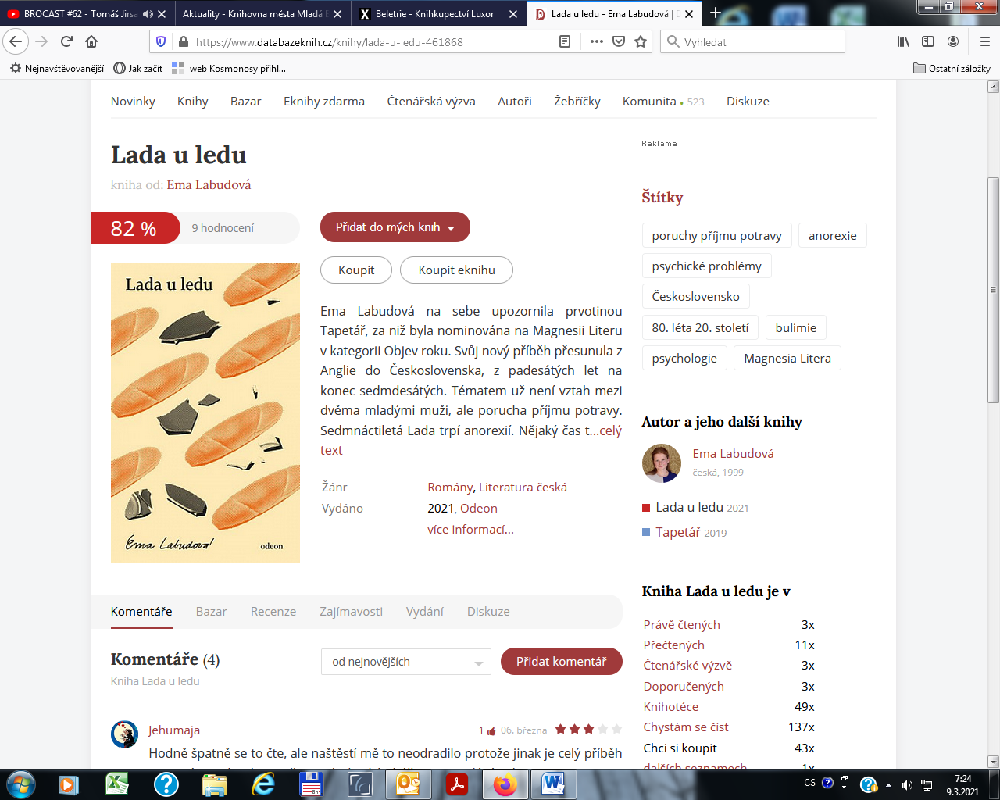 BROCAST #62 - Tomáš Jirsa
Aktuality - Knihovna města Mladá B
Beletrie - Knihkupectví Luxor
Lada u ledu - Ema Labudová | D
https://www.databazeknih.cz/knihy/lada-u-ledu-461868
Vyhledat
Nejnavštěvovanější
Jak začít
web Kosmonosy přihl...
Ostatní záložky
Novinky
Knihy
Bazar
Eknihy zdarma
Čtenářská výzva
Autoři
Žebříčky
Komunita • 523
Diskuze
Lada u ledu
kniha od: Ema Labudová
82 %
9 hodnocení
Přidat do mých knih
Koupit
Koupit eknihu
Lada u ledu
Ema Labudová
odeon
Ema Labudová na sebe upozornila prvotinou
Tapetář, za niž byla nominována na Magnesii Literu
v kategorii Objev roku. Svůj nový příběh přesunula z
Anglie do Československa, z padesátých let na
konec sedmdesátých. Tématem už není vztah mezi
dvěma mladými muži, ale porucha příjmu potravy.
Sedmnáctiletá Lada trpí anorexií. Nějaký čas t...celý
text
Žánr Romány, Literatura česká
Vydáno 2021, Odeon
více informací...
Komentáře
Bazar
Recenze
Zajímavosti
Vydání
Diskuze
Komentáře (4)
Kniha Lada u ledu
od nejnovějších
Přidat komentář
Jehumaja
1
06. března
Hodně špatně se to čte, ale naštěstí mě to neodradilo protože jinak je celý příběh
Reklama
Štítky
poruchy příjmu potravy
anorexie
psychické problémy
Československo
80. léta 20. století
bulimie
psychologie
Magnesia Litera
Autor a jeho další knihy
Ema Labudová
česká, 1999
Lada u ledu 2021
Tapetář 2019
Kniha Lada u ledu je v
Právě čtených 3x
Přečtených 11x
Čtenářské výzvě 3x
Doporučených 3x
Knihotéce 49x
Chystám se číst 137x
Chci si koupit 43x
dalších seznamech 1x
CS
7:24
9.3.2021